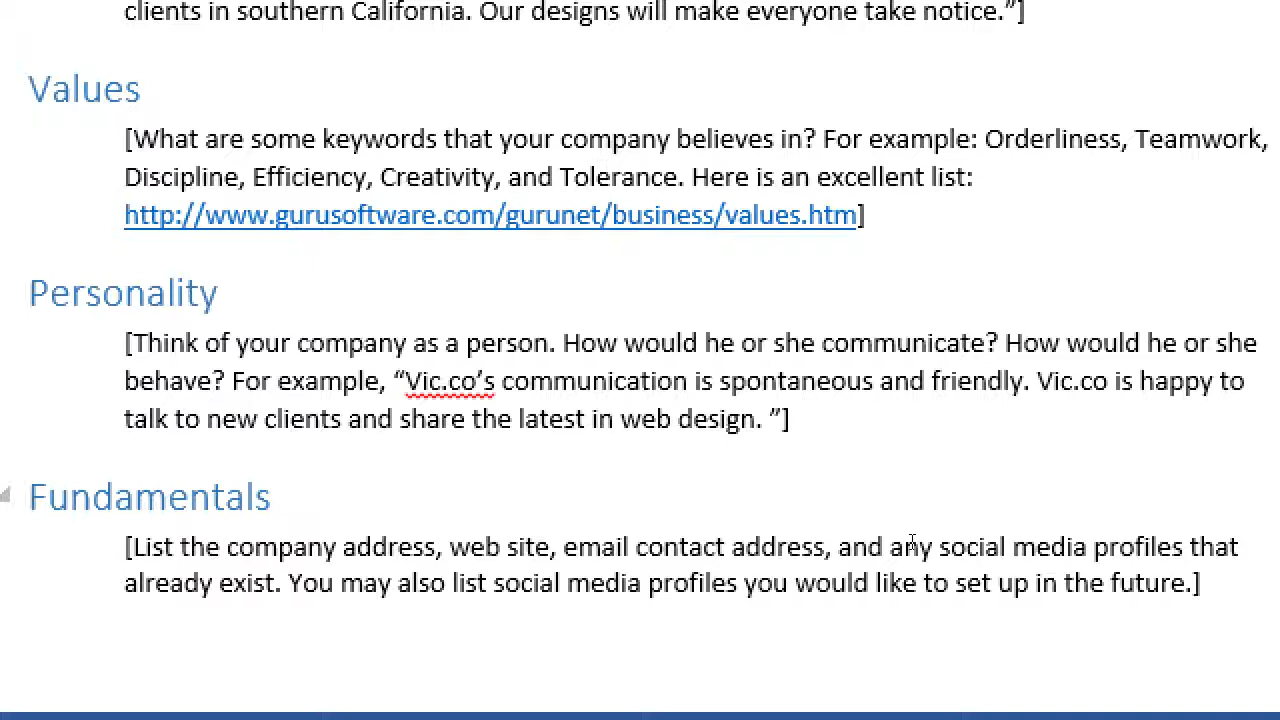 clients in southern California. Our designs will make everyone take notice.”]
Values
[What are some keywords that your company believes in? For example: Orderliness, Teamwork,
Discipline, Efficiency, Creativity, and Tolerance. Here is an excellent list:
http://www.gurusoftware.com/gurunet/business/values.htm]
Personality
[Think of your company as a person. How would he or she communicate? How would he or she
behave? For example, “Vic.co’s communication is spontaneous and friendly. Vic.co is happy to
talk to new clients and share the latest in web design. ”]
Fundamentals
[List the company address, web site, email contact address, and any social media profiles that
already exist. You may also list social media profiles you would like to set up in the future.]